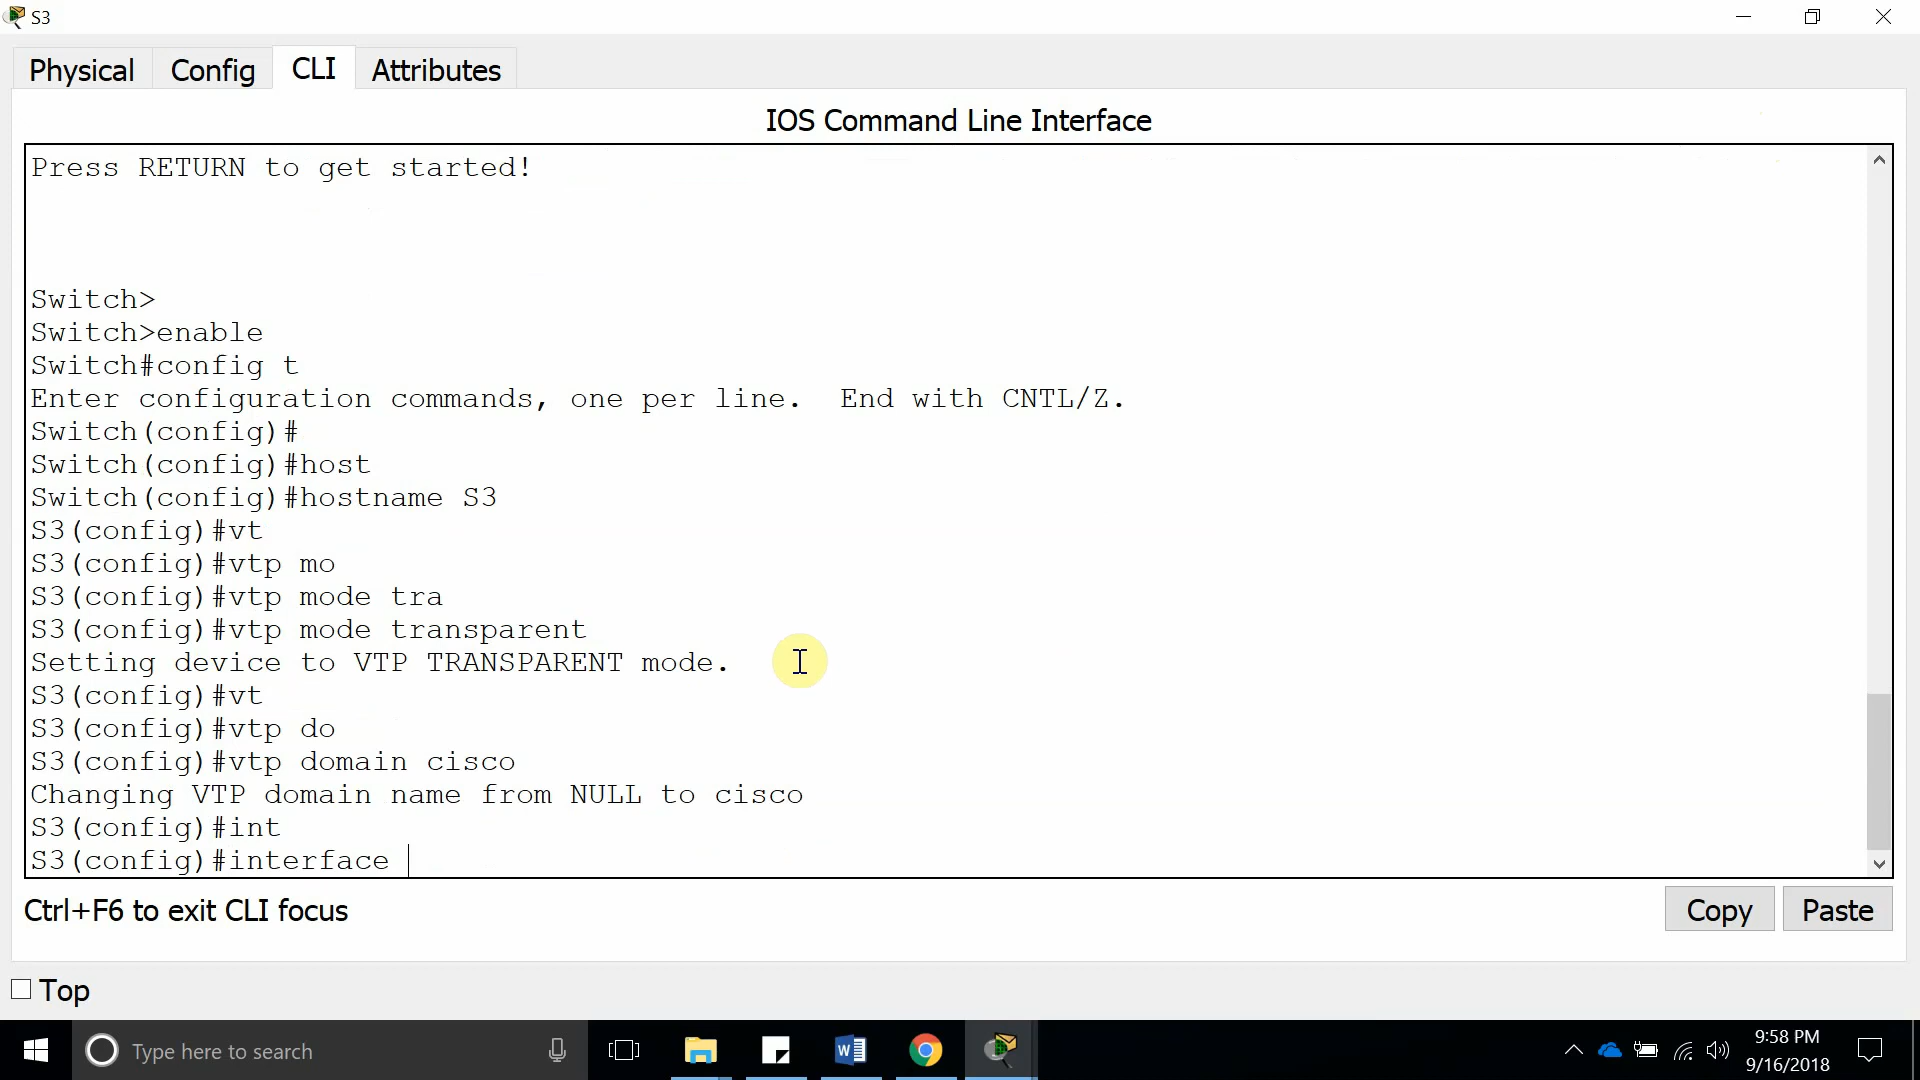 S3
Physical Config CLI Attributes
IOS Command Line Interface
Press RETURN to get started!
Switch>
Switch>enable
Switch#config t
Enter configuration commands, one per line.  End with CNTL/Z.
Switch(config)#
Switch(config)#host
Switch(config)#hostname S3
S3(config)#vt
S3(config)#vtp mo
S3(config)#vtp mode tra
S3(config)#vtp mode transparent
Setting device to VTP TRANSPARENT mode.
S3(config)#vt
S3(config)#vtp do
S3(config)#vtp domain cisco
Changing VTP domain name from NULL to cisco
S3(config)#int
S3(config)#interface
Ctrl+F6 to exit CLI focus
Copy Paste
Top
Type here to search
9:58 PM
9/16/2018